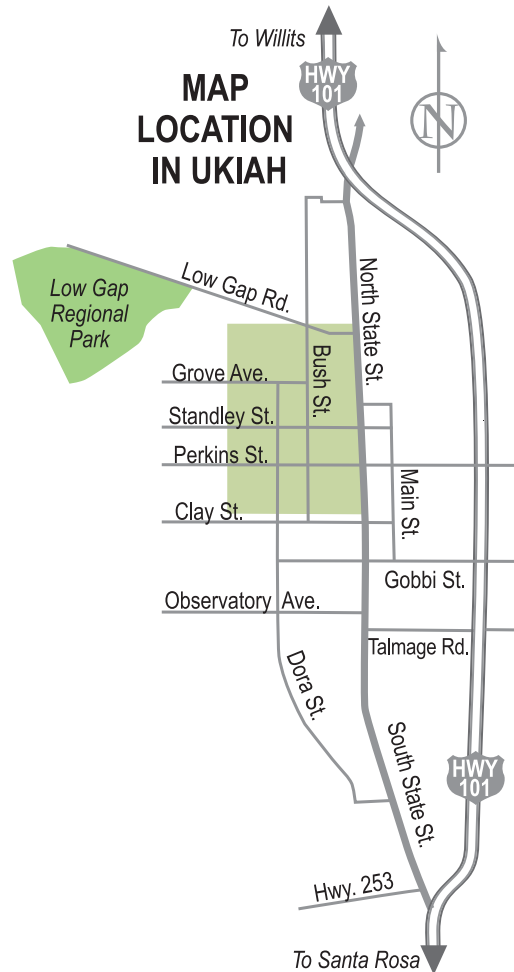 To Willits
HWY
101
MAP
LOCATION
IN UKIAH
N
Low Gap
Regional
Park
Low Gap Rd.
North State St.
Bush St.
Grove Ave.
Standley St.
Perkins St.
Main St.
Clay St.
Gobbi St.
Observatory Ave.
Talmage Rd.
Dora St.
South State St.
HWY
101
Hwy. 253
To Santa Rosa